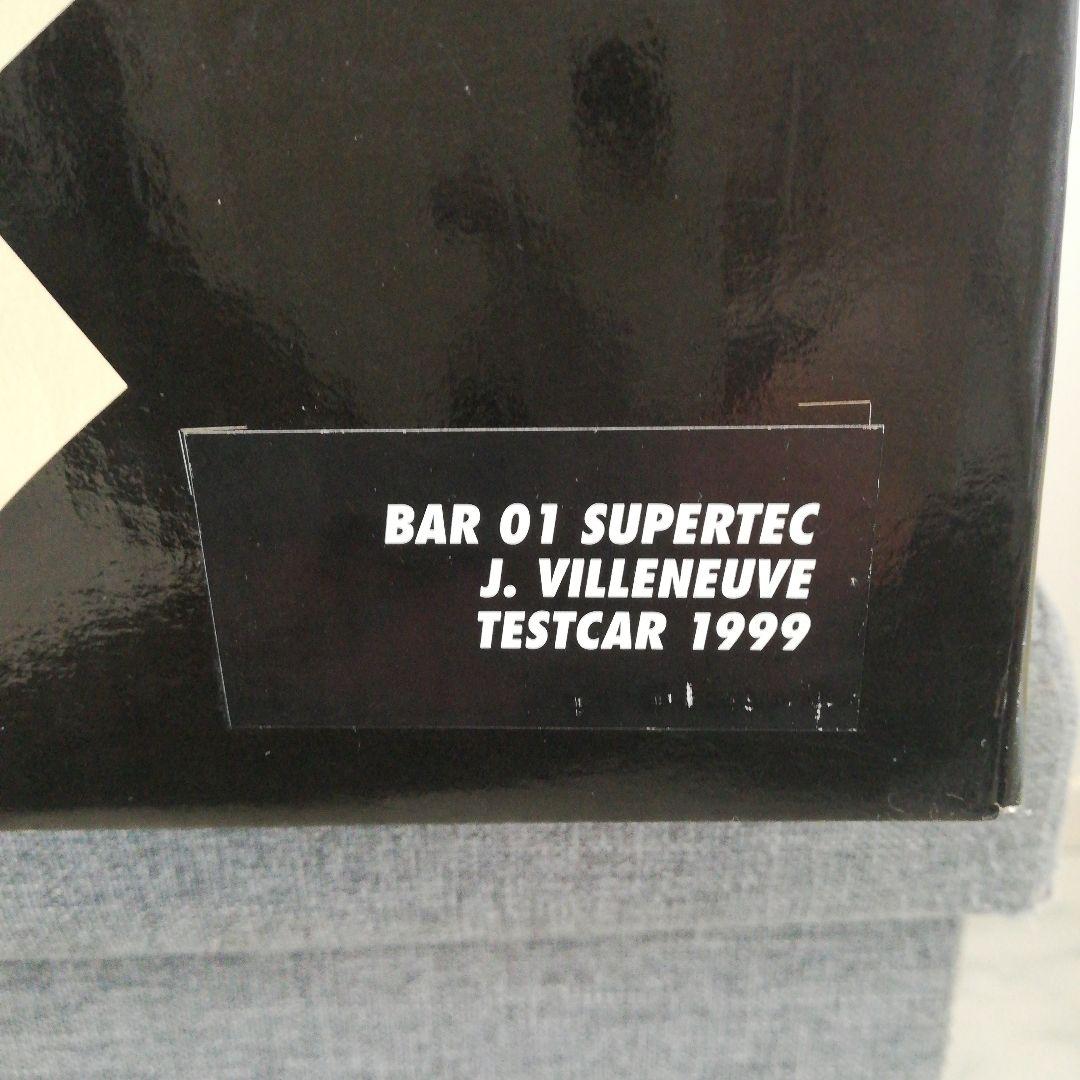 BAR 01 SUPERTEC
J. VILLENEUVE
TESTCAR 1999